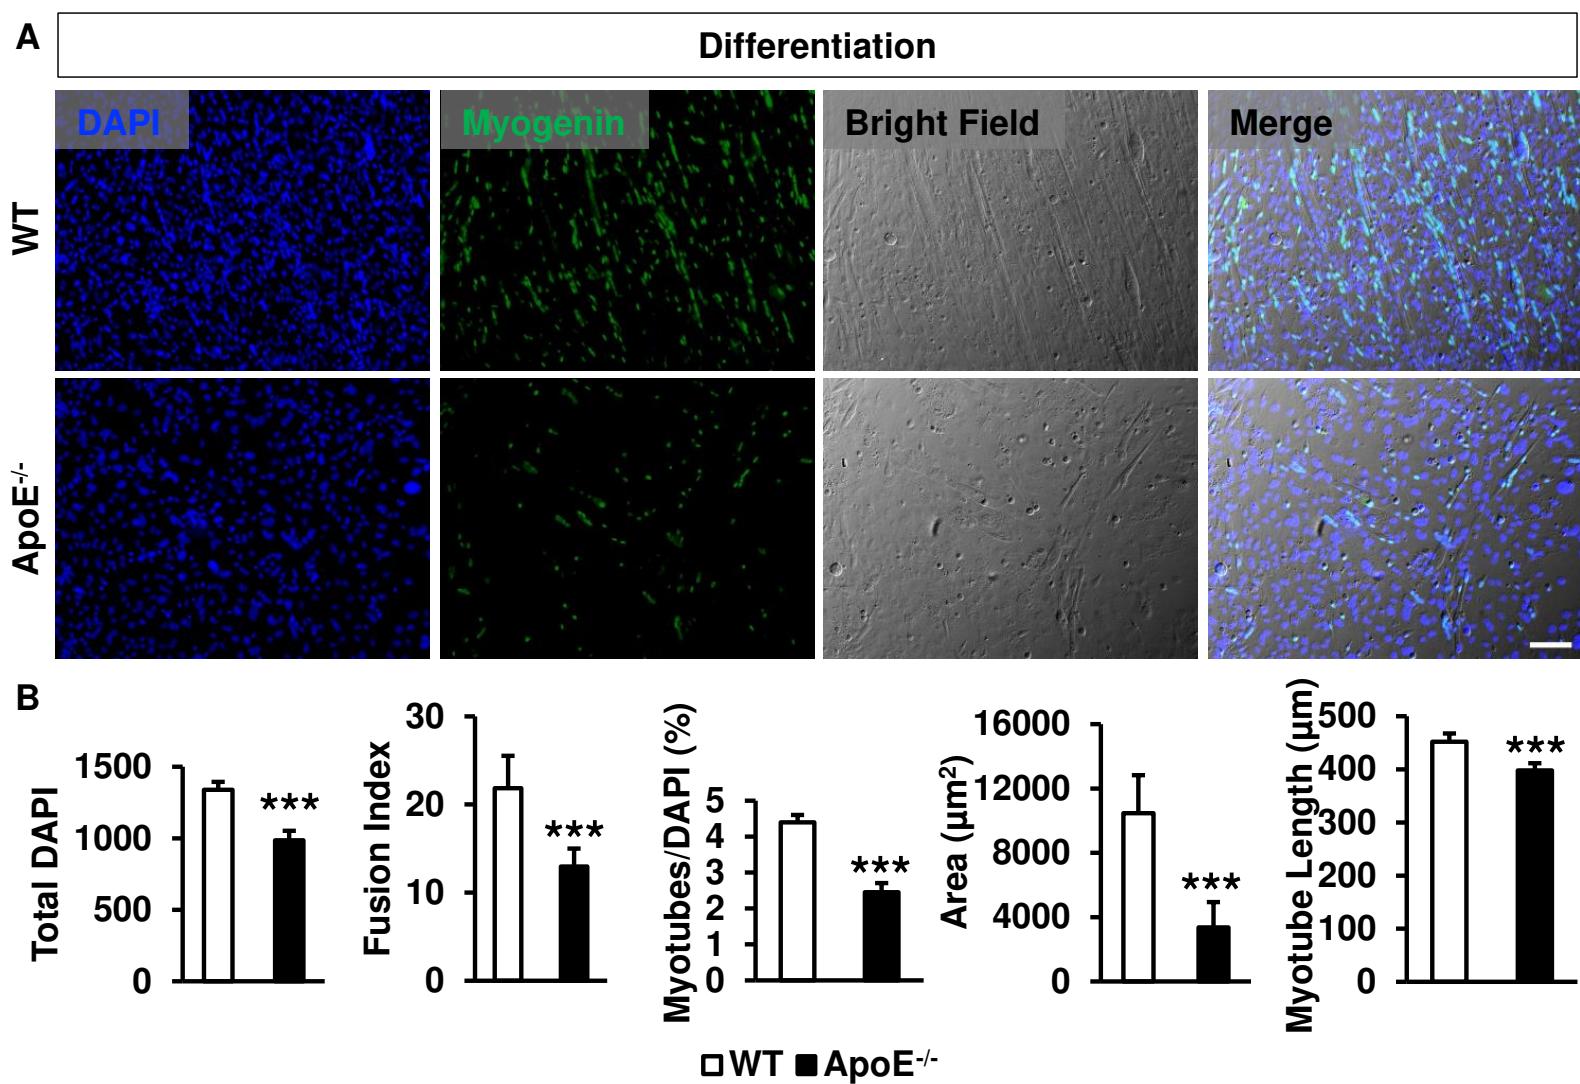 A
Differentiation
DAPI
Myogenin
Bright Field
Merge
WT
ApoE-/-
B
Total DAPI
1500
1000
500
0
***
Fusion Index
30
20
10
0
***
Myotubes/DAPI (%)
5
4
3
2
1
0
***
Area (µm²)
16000
12000
8000
4000
0
***
Myotube Length (µm)
500
400
300
200
100
0
***
WT ApoE-/-